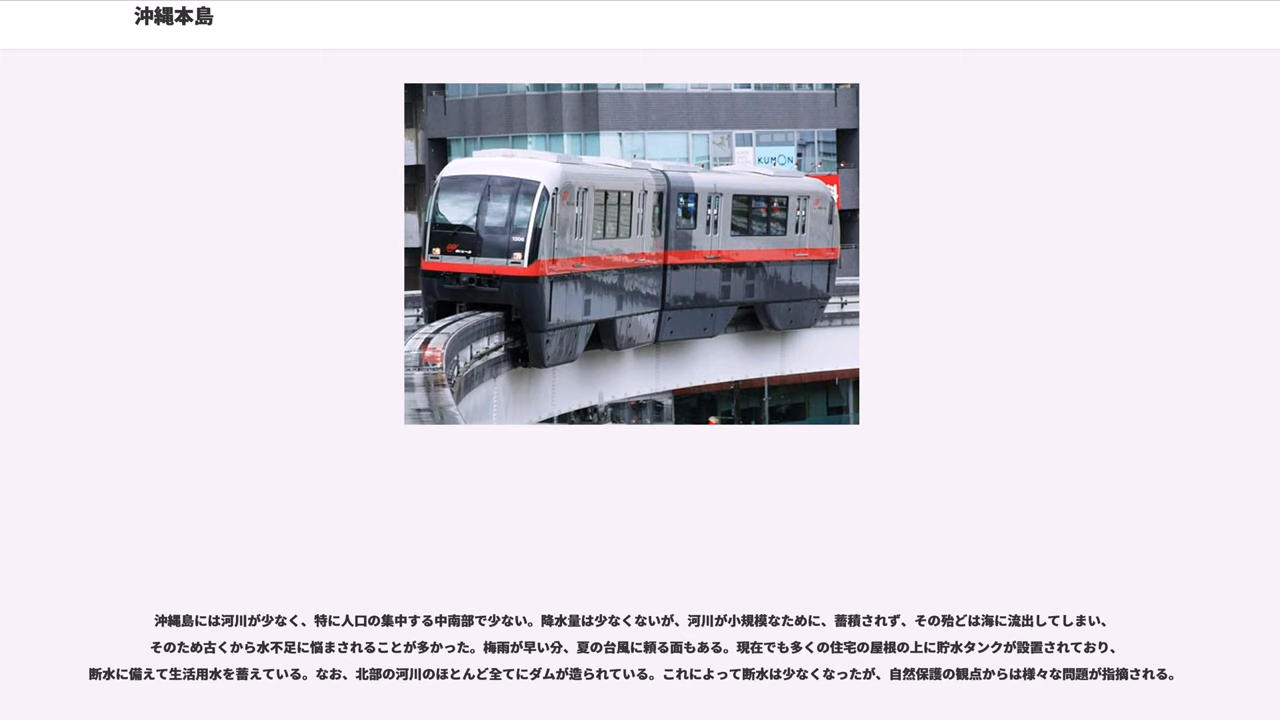 沖縄本島
KUMON
1306
沖縄島には河川が少なく、特に人口の集中する中南部で少ない。降水量は少なくないが、河川が小規模なために、蓄積されず、その殆どは海に流出してしまい、
そのため古くから水不足に悩まされることが多かった。梅雨が早い分、夏の台風に頼る面もある。現在でも多くの住宅の屋根の上に貯水タンクが設置されており、
断水に備えて生活用水を蓄えている。なお、北部の河川のほとんど全てにダムが造られている。これによって断水は少なくなったが、自然保護の観点からは様々な問題が指摘される。